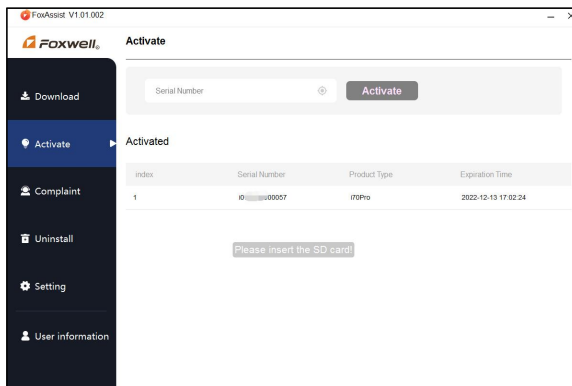 FoxAssist V1.01.002
FOXWELL®
Activate
Download
Serial Number
Activate
Activate
Activated
index
Serial Number
Product Type
Expiration Time
Complaint
1
i70Pro
2022-12-13 17:02:24
Uninstall
Please insert the SD card!
Setting
User information